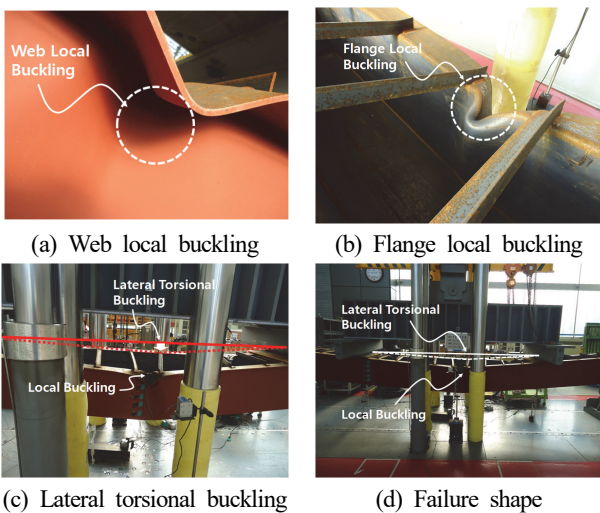 Web Local
Buckling
Flange Local
Buckling
(a) Web local buckling
(b) Flange local buckling
Lateral Torsional
Buckling
Local Buckling
Lateral Torsional
Buckling
Local Buckling
(c) Lateral torsional buckling
(d) Failure shape